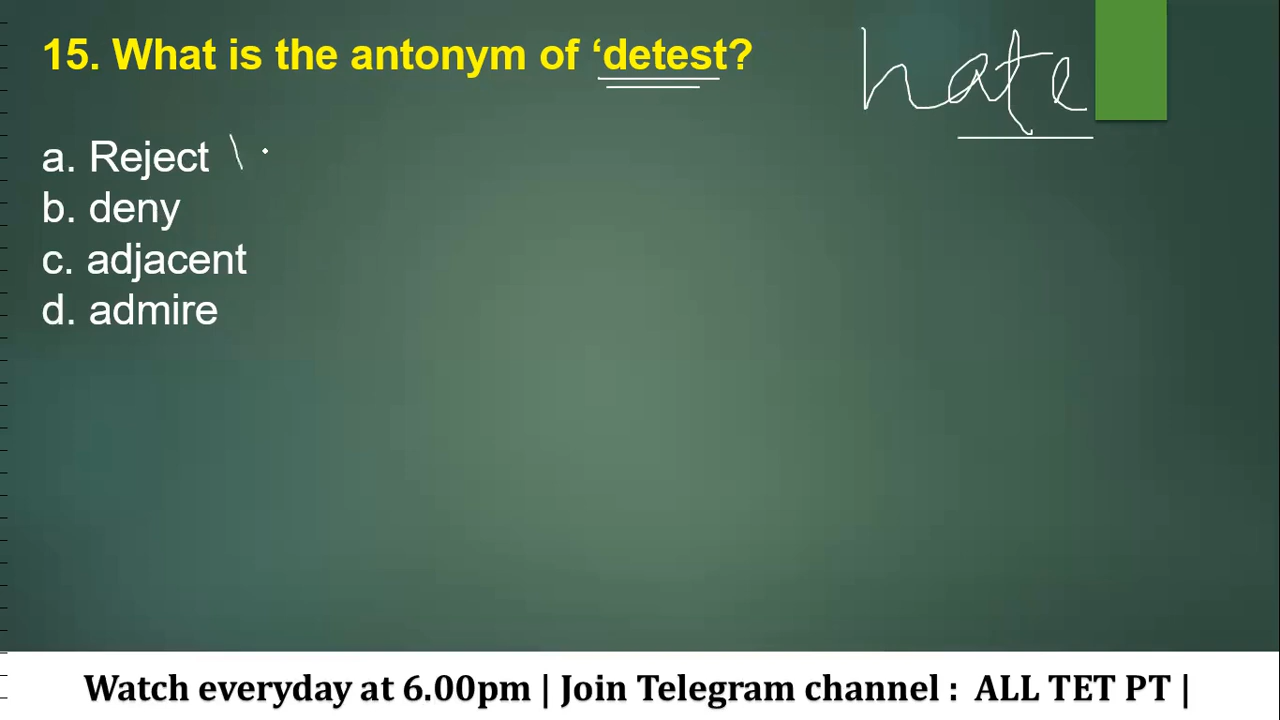 15. What is the antonym of ‘detest?
hate
a. Reject
b. deny
c. adjacent
d. admire
Watch everyday at 6.00pm | Join Telegram channel : ALL TET PT |